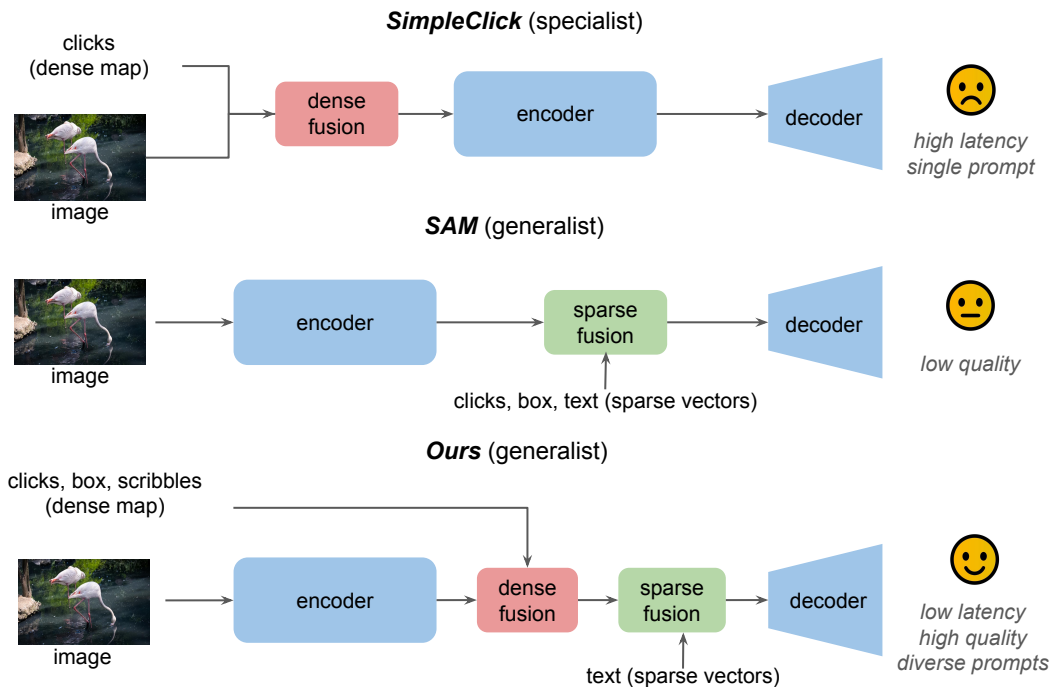 SimpleClick (specialist)
clicks
(dense map)
dense
fusion
encoder
decoder
high latency
single prompt
image
SAM (generalist)
encoder
sparse
fusion
decoder
low quality
image
clicks, box, text (sparse vectors)
Ours (generalist)
clicks, box, scribbles
(dense map)
encoder
dense
fusion
sparse
fusion
decoder
low latency
high quality
diverse prompts
image
text (sparse vectors)